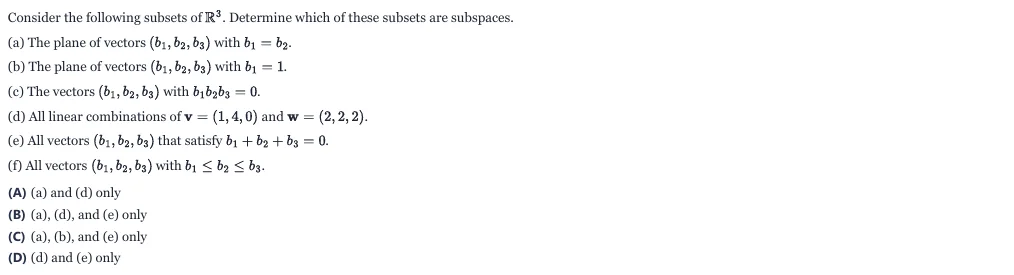 Consider the following subsets of ℝ³. Determine which of these subsets are subspaces.
(a) The plane of vectors (b₁, b₂, b₃) with b₁ = b₂.
(b) The plane of vectors (b₁, b₂, b₃) with b₁ = 1.
(c) The vectors (b₁, b₂, b₃) with b₁b₂b₃ = 0.
(d) All linear combinations of v = (1, 4, 0) and w = (2, 2, 2).
(e) All vectors (b₁, b₂, b₃) that satisfy b₁ + b₂ + b₃ = 0.
(f) All vectors (b₁, b₂, b₃) with b₁ ≤ b₂ ≤ b₃.
(A) (a) and (d) only
(B) (a), (d), and (e) only
(C) (a), (b), and (e) only
(D) (d) and (e) only